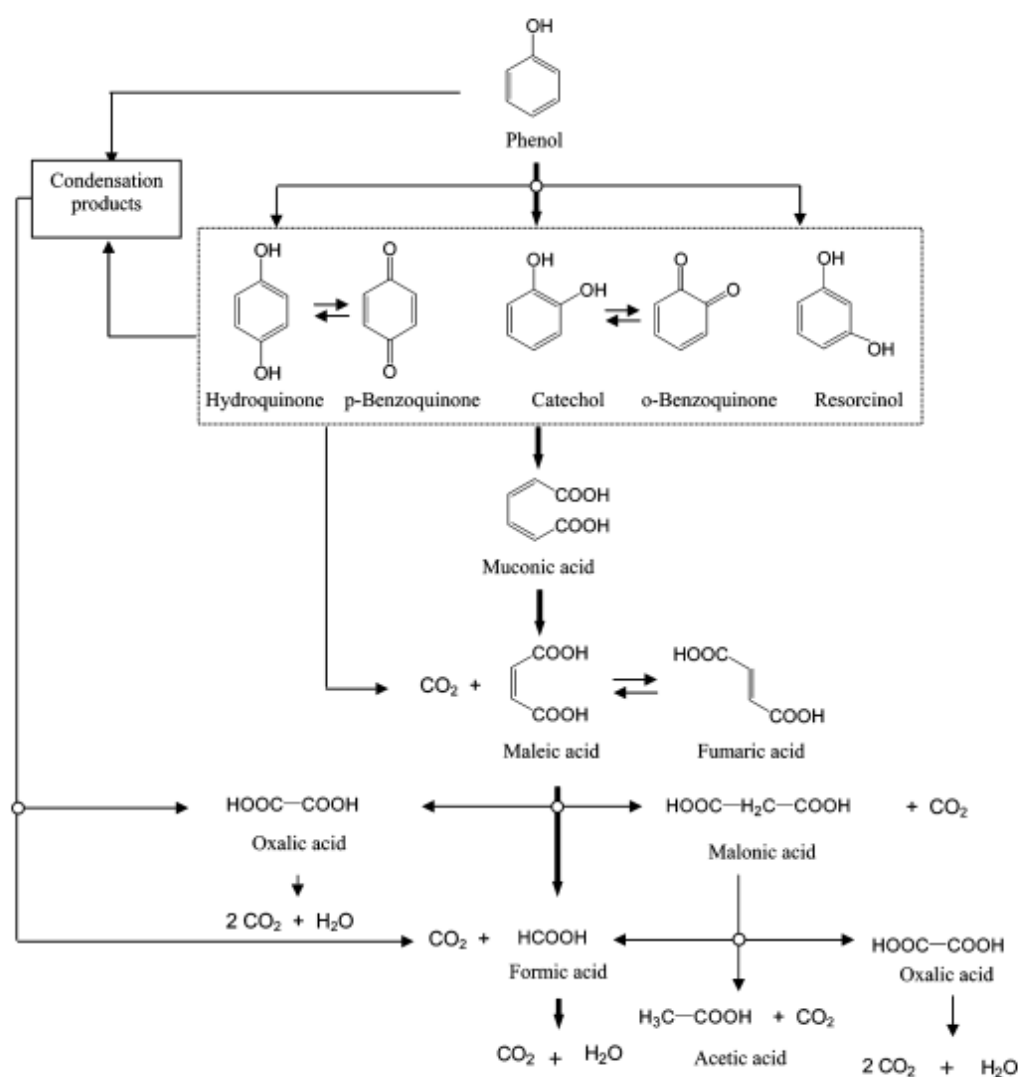 OH
Phenol
Condensation
products
OH
OH
Hydroquinone
O
O
p-Benzoquinone
OH
OH
Catechol
O
O
o-Benzoquinone
OH
OH
Resorcinol
COOH
COOH
Muconic acid
CO₂ +
COOH
COOH
Maleic acid
HOOC
COOH
Fumaric acid
HOOC—COOH
Oxalic acid
HOOC—H₂C—COOH + CO₂
Malonic acid
2 CO₂ + H₂O
CO₂ + HCOOH
Formic acid
HOOC—COOH
Oxalic acid
CO₂ + H₂O
H₃C—COOH + CO₂
Acetic acid
2 CO₂ + H₂O